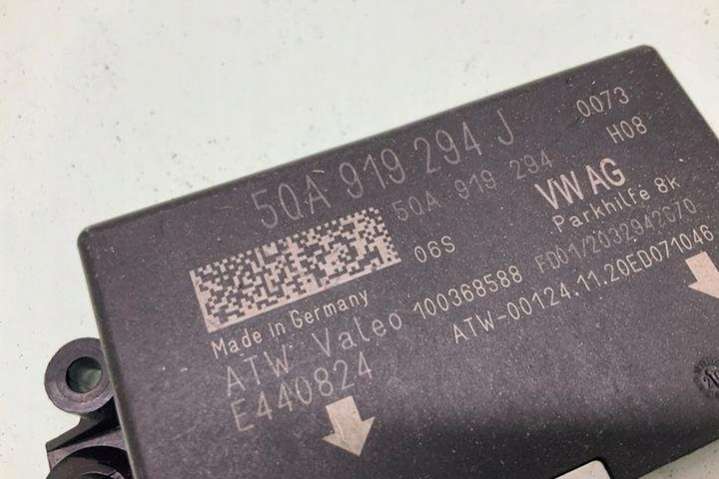 5QA 919 294 J
0073
5QA 919 294
H08
VW AG
06S
Parkhilfe 8k
Made in Germany
100368588 FD01/2032942670
ATW Valeo
ATW-00124.11.20ED071046
E440824